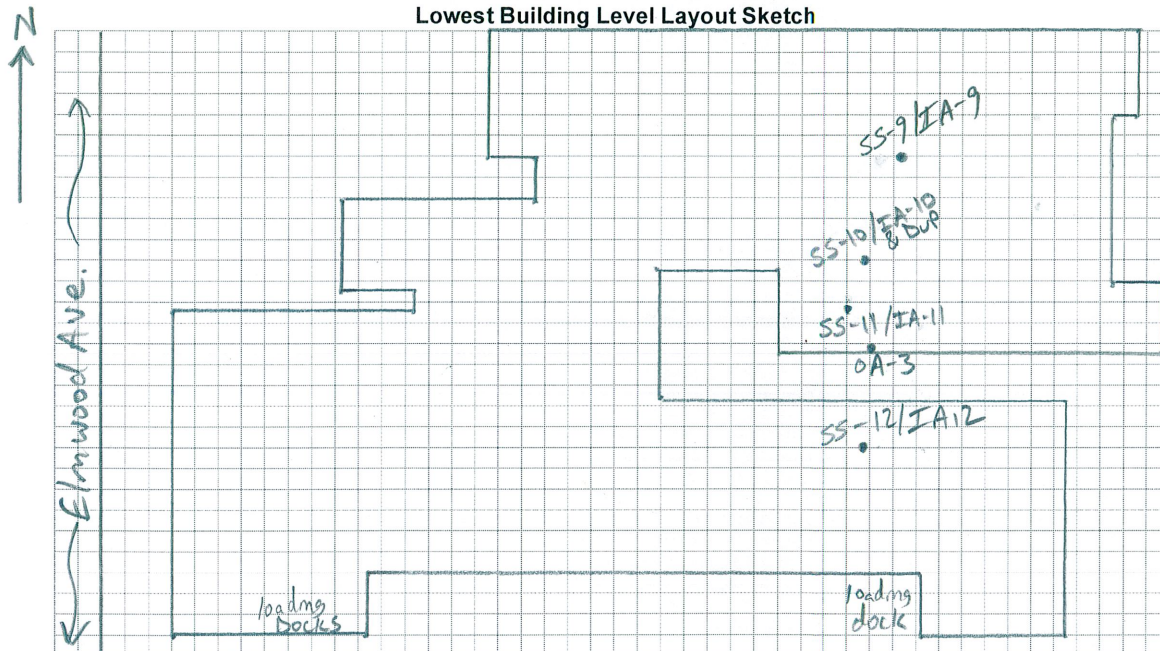 Lowest Building Level Layout Sketch
N
SS-9/IA-9
SS-10/IA-10
& DUP
SS-11/IA-11
OA-3
SS-12/IA12
Elmwood Ave.
loading
Docks
loading
dock